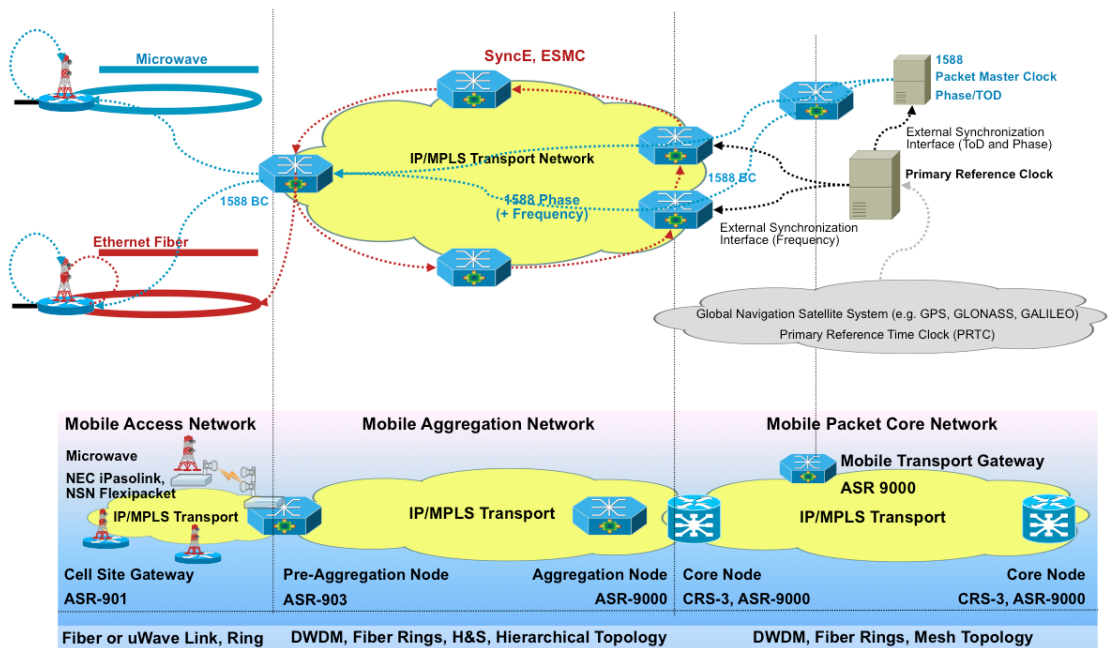 Microwave
SyncE, ESMC
1588
Packet Master Clock
Phase/TOD
External Synchronization
Interface (ToD and Phase)
IP/MPLS Transport Network
1588 BC
Primary Reference Clock
1588 BC
1588 Phase
(+ Frequency)
External Synchronization
Interface (Frequency)
Ethernet Fiber
Global Navigation Satellite System (e.g. GPS, GLONASS, GALILEO)
Primary Reference Time Clock (PRTC)
Mobile Access Network
Mobile Aggregation Network
Mobile Packet Core Network
Microwave
NEC iPasolink,
NSN Flexipacket
Mobile Transport Gateway
ASR 9000
IP/MPLS Transport
IP/MPLS Transport
IP/MPLS Transport
Cell Site Gateway
ASR-901
Pre-Aggregation Node
ASR-903
Aggregation Node
ASR-9000
Core Node
CRS-3, ASR-9000
Core Node
CRS-3, ASR-9000
Fiber or uWave Link, Ring
DWDM, Fiber Rings, H&S, Hierarchical Topology
DWDM, Fiber Rings, Mesh Topology